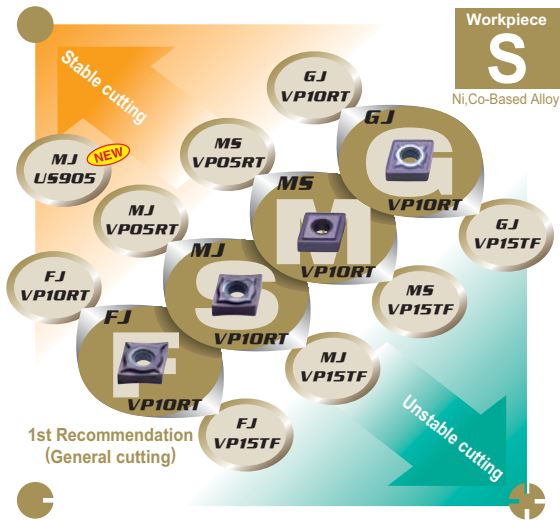 Workpiece
S
Ni,Co-Based Alloy
Stable cutting
GJ
VP10RT
MS
VP05RT
MJ
US905
NEW
MJ
VP05RT
FJ
VP10RT
GJ
G
VP10RT
MS
M
VP10RT
MJ
S
VP10RT
FJ
F
VP10RT
GJ
VP15TF
MS
VP15TF
MJ
VP15TF
FJ
VP15TF
1st Recommendation
(General cutting)
Unstable cutting